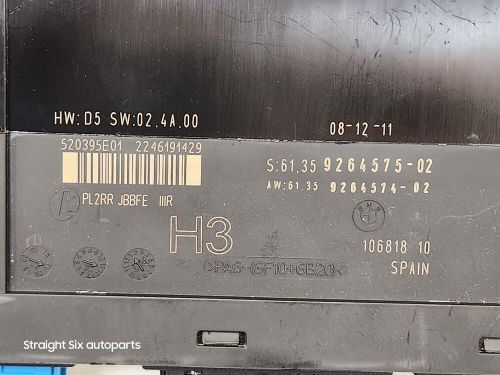 HW:D5 SW:02.4A.00
08-12-11
520395E01 2246191429
S:61.35 9264575-02
AW:61.35 9264574-02
PL2RR JBBFE IIIR
H3
106818 10
SPAIN
Straight Six autoparts